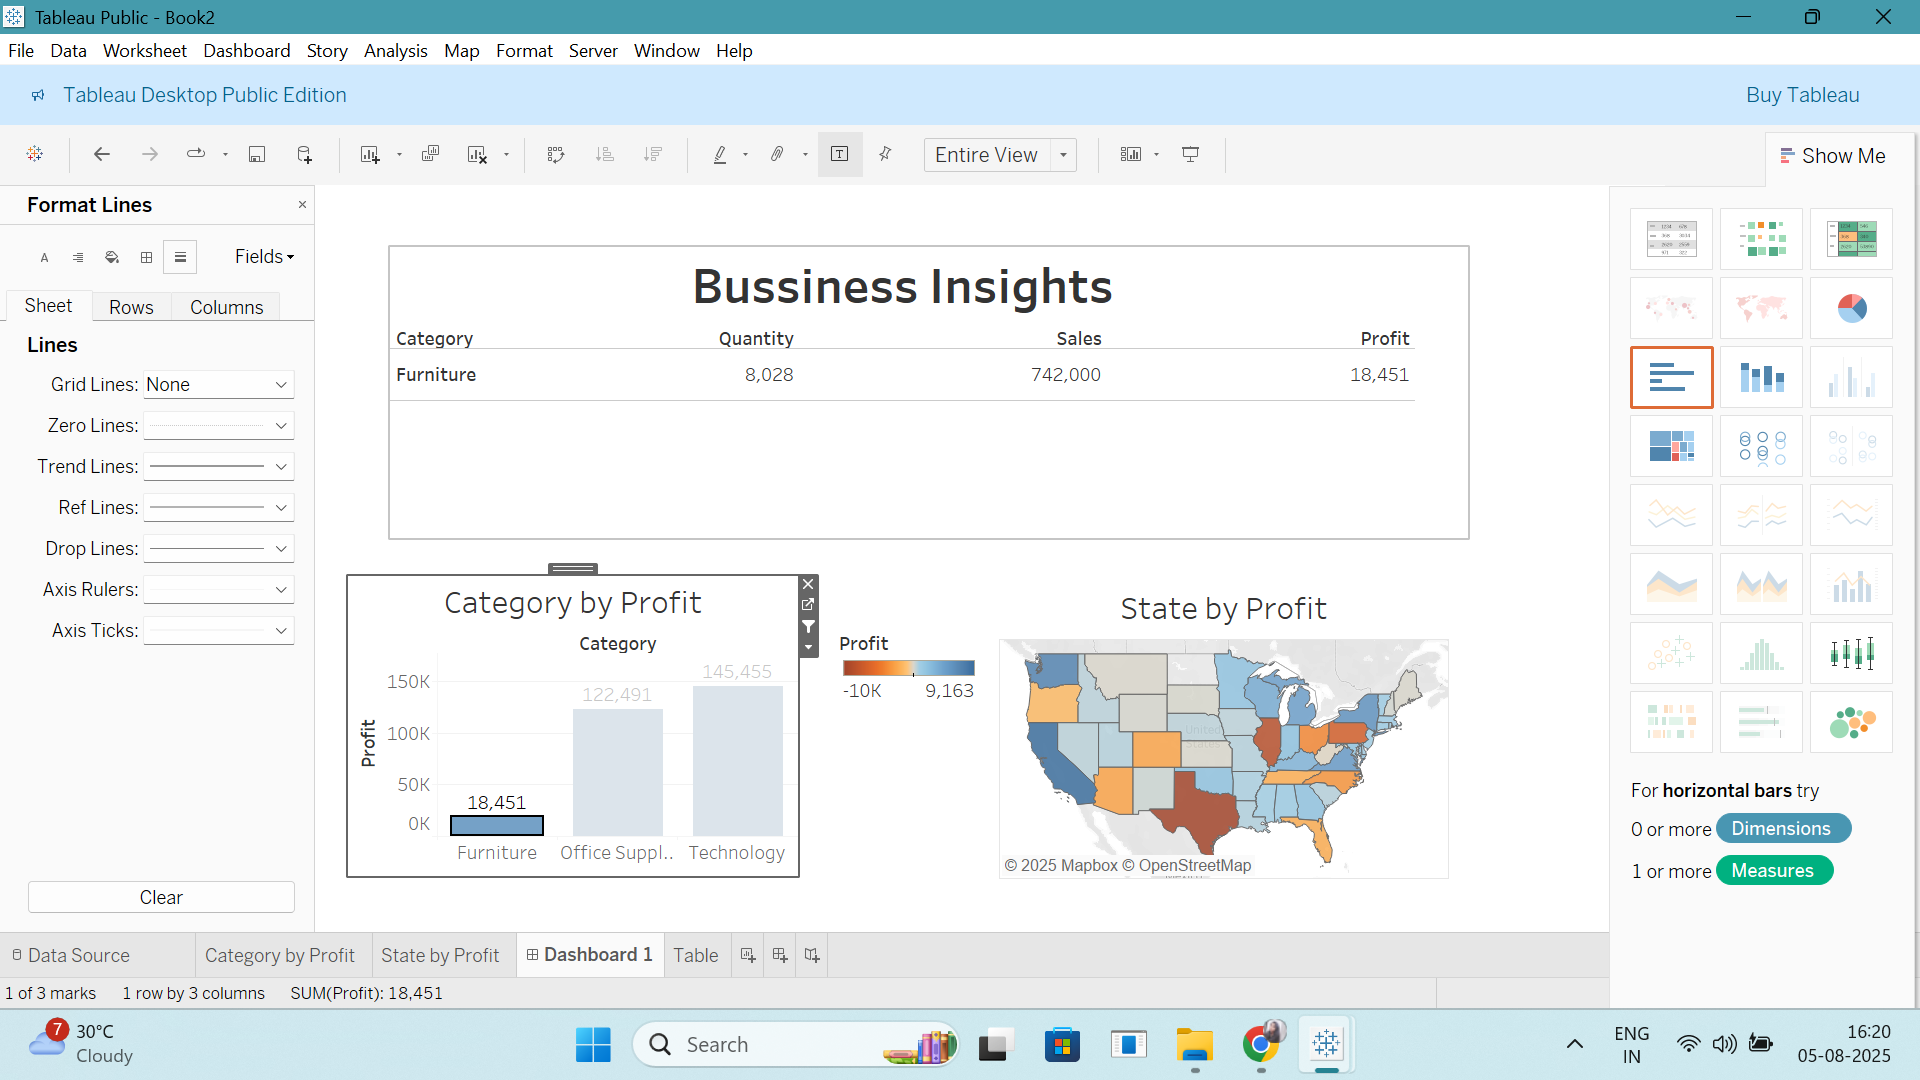 Tableau Public - Book2
File Data Worksheet Dashboard Story Analysis Map Format Server Window Help
Tableau Desktop Public Edition
Buy Tableau
Entire View
Show Me
Format Lines
Fields
Sheet Rows Columns
Lines
Grid Lines: None
Zero Lines:
Trend Lines:
Ref Lines:
Drop Lines:
Axis Rulers:
Axis Ticks:
Clear
Bussiness Insights
Category Quantity Sales Profit
Furniture 8,028 742,000 18,451
Category by Profit
Category
Profit
150K
100K
50K
0K
18,451
122,491
145,455
Furniture Office Suppl.. Technology
Profit
-10K 9,163
State by Profit
United
States
© 2025 Mapbox © OpenStreetMap
For horizontal bars try
0 or more Dimensions
1 or more Measures
Data Source Category by Profit State by Profit Dashboard 1 Table
1 of 3 marks 1 row by 3 columns SUM(Profit): 18,451
7
30°C
Cloudy
Search
ENG
IN
16:20
05-08-2025